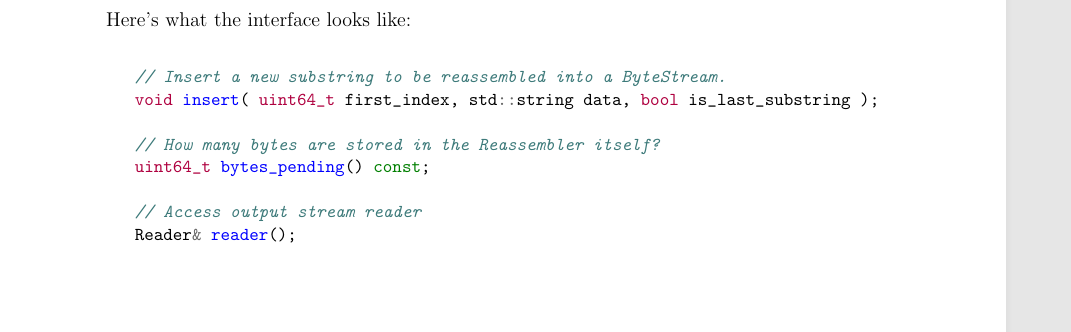 Here's what the interface looks like:
// Insert a new substring to be reassembled into a ByteStream.
void insert( uint64_t first_index, std::string data, bool is_last_substring );
// How many bytes are stored in the Reassembler itself?
uint64_t bytes_pending() const;
// Access output stream reader
Reader& reader();